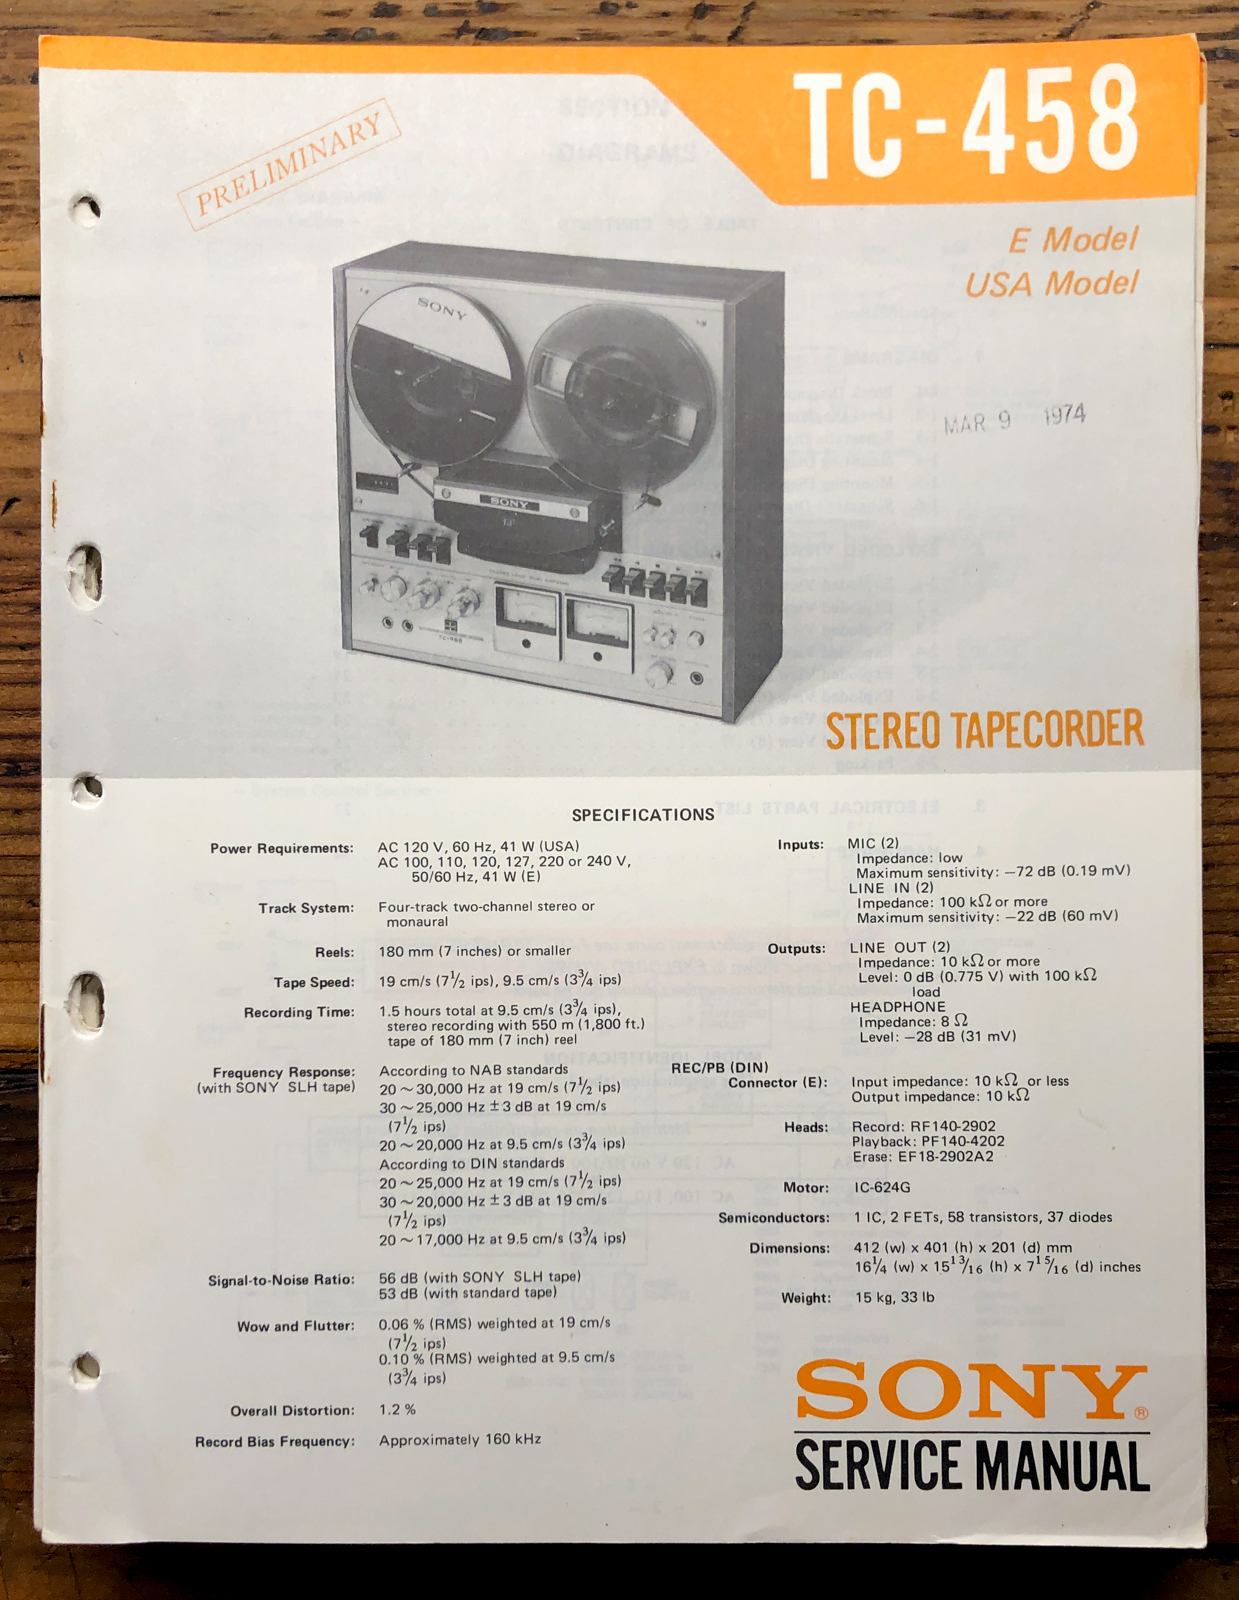 TC-458
PRELIMINARY
E Model
USA Model
MAR 9 1974
SONY
SONY
STEREO TAPECORDER
SPECIFICATIONS
Power Requirements: AC 120 V, 60 Hz, 41 W (USA)
AC 100, 110, 120, 127, 220 or 240 V,
50/60 Hz, 41 W (E)
Track System: Four-track two-channel stereo or
monaural
Reels: 180 mm (7 inches) or smaller
Tape Speed: 19 cm/s (7½ ips), 9.5 cm/s (3¾ ips)
Recording Time: 1.5 hours total at 9.5 cm/s (3¾ ips),
stereo recording with 550 m (1,800 ft.)
tape of 180 mm (7 inch) reel
Frequency Response: According to NAB standards
(with SONY SLH tape) 20 ~ 30,000 Hz at 19 cm/s (7½ ips)
30 ~ 25,000 Hz ± 3 dB at 19 cm/s
(7½ ips)
20 ~ 20,000 Hz at 9.5 cm/s (3¾ ips)
According to DIN standards
20 ~ 25,000 Hz at 19 cm/s (7½ ips)
30 ~ 20,000 Hz ± 3 dB at 19 cm/s
(7½ ips)
20 ~ 17,000 Hz at 9.5 cm/s (3¾ ips)
Signal-to-Noise Ratio: 56 dB (with SONY SLH tape)
53 dB (with standard tape)
Wow and Flutter: 0.06 % (RMS) weighted at 19 cm/s
(7½ ips)
0.10 % (RMS) weighted at 9.5 cm/s
(3¾ ips)
Overall Distortion: 1.2 %
Record Bias Frequency: Approximately 160 kHz
Inputs: MIC (2)
Impedance: low
Maximum sensitivity: −72 dB (0.19 mV)
LINE IN (2)
Impedance: 100 kΩ or more
Maximum sensitivity: −22 dB (60 mV)
Outputs: LINE OUT (2)
Impedance: 10 kΩ or more
Level: 0 dB (0.775 V) with 100 kΩ
load
HEADPHONE
Impedance: 8 Ω
Level: −28 dB (31 mV)
REC/PB (DIN)
Connector (E): Input impedance: 10 kΩ or less
Output impedance: 10 kΩ
Heads: Record: RF140-2902
Playback: PF140-4202
Erase: EF18-2902A2
Motor: IC-624G
Semiconductors: 1 IC, 2 FETs, 58 transistors, 37 diodes
Dimensions: 412 (w) x 401 (h) x 201 (d) mm
16¼ (w) x 15 13/16 (h) x 7 15/16 (d) inches
Weight: 15 kg, 33 lb
SONY®
SERVICE MANUAL